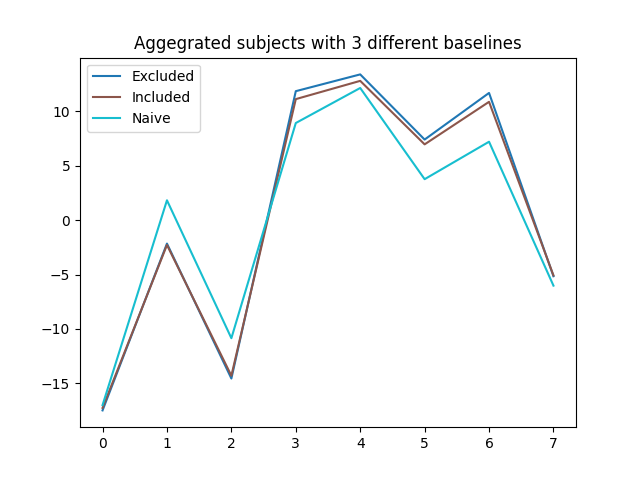 Aggegrated subjects with 3 different baselines
Excluded
Included
Naive
10
5
0
−5
−10
−15
0 1 2 3 4 5 6 7